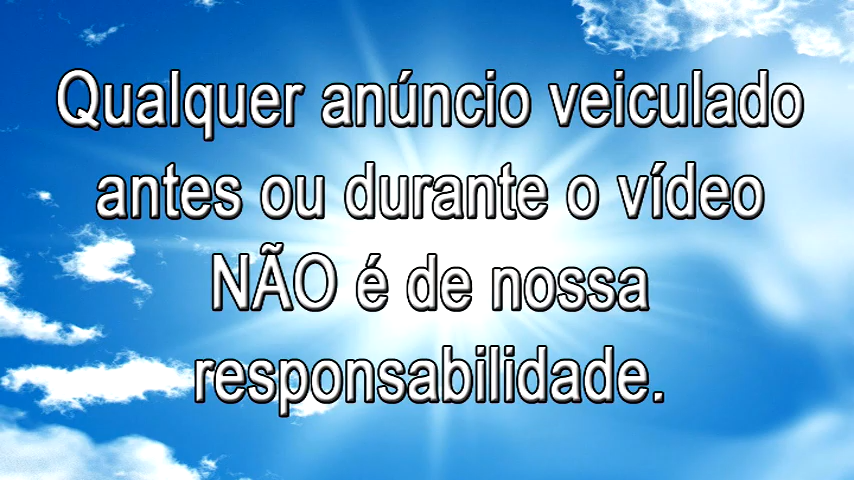 Qualquer anúncio veiculado
antes ou durante o vídeo
NÃO é de nossa
responsabilidade.